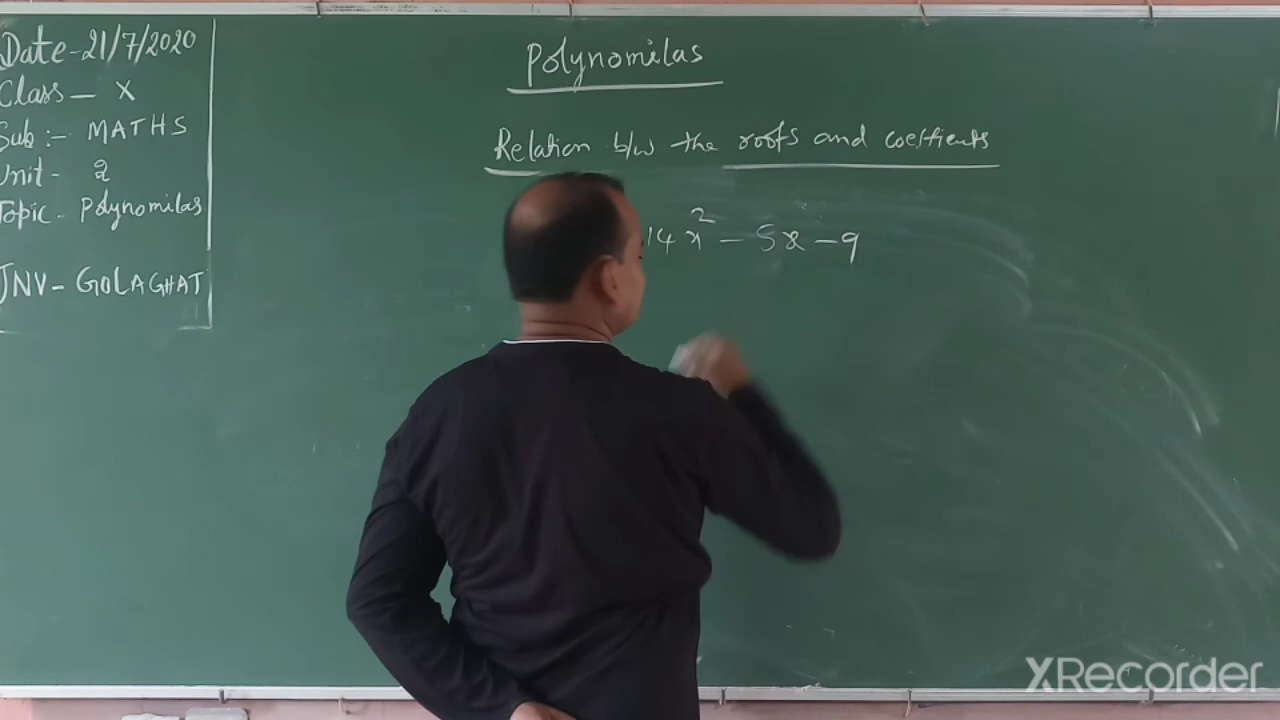 Date-21/7/2020
Class- X
Sub:- MATHS
Unit- 2
Topic- Polynomilas
JNV- GOLAGHAT
Polynomilas
Relation b/w the roots and coefficients
14x² - 5x - 9
XRecorder